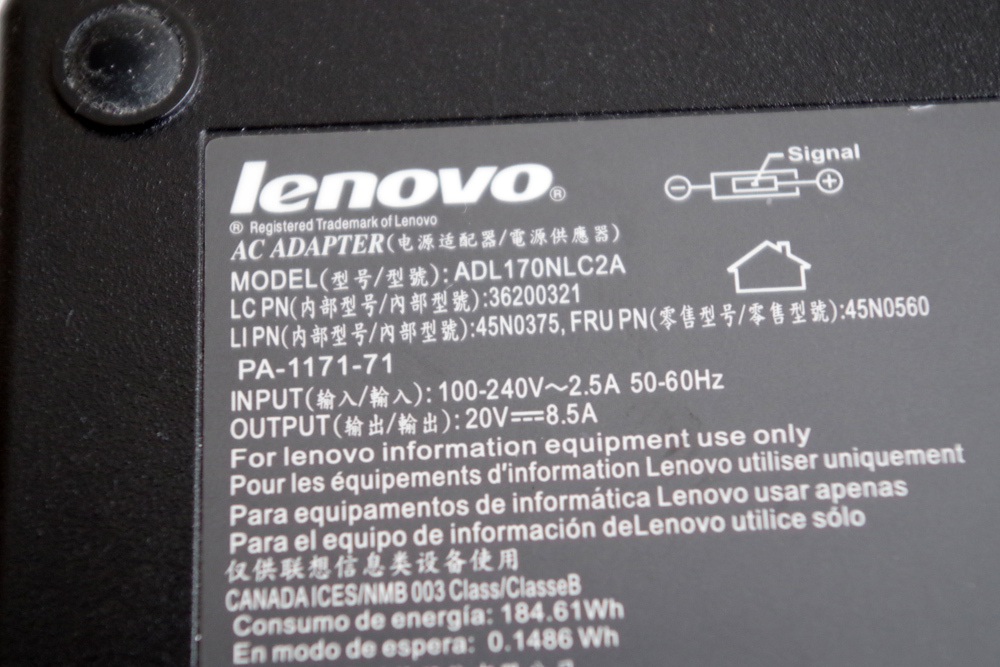 lenovo®
Signal
® Registered Trademark of Lenovo
AC ADAPTER(电源适配器/電源供應器)
MODEL(型号/型號): ADL170NLC2A
LC PN(内部型号/內部型號):36200321
LI PN(内部型号/內部型號):45N0375, FRU PN(零售型号/零售型號):45N0560
PA-1171-71
INPUT(输入/輸入): 100-240V～2.5A 50-60Hz
OUTPUT(输出/輸出): 20V⎓8.5A
For lenovo information equipment use only
Pour les équipements d'information Lenovo utiliser uniquement
Para equipamentos de informática Lenovo usar apenas
Para el equipo de información deLenovo utilice sólo
仅供联想信息类设备使用
CANADA ICES/NMB 003 Class/ClasseB
Consumo de energía: 184.61Wh
En modo de espera: 0.1486 Wh